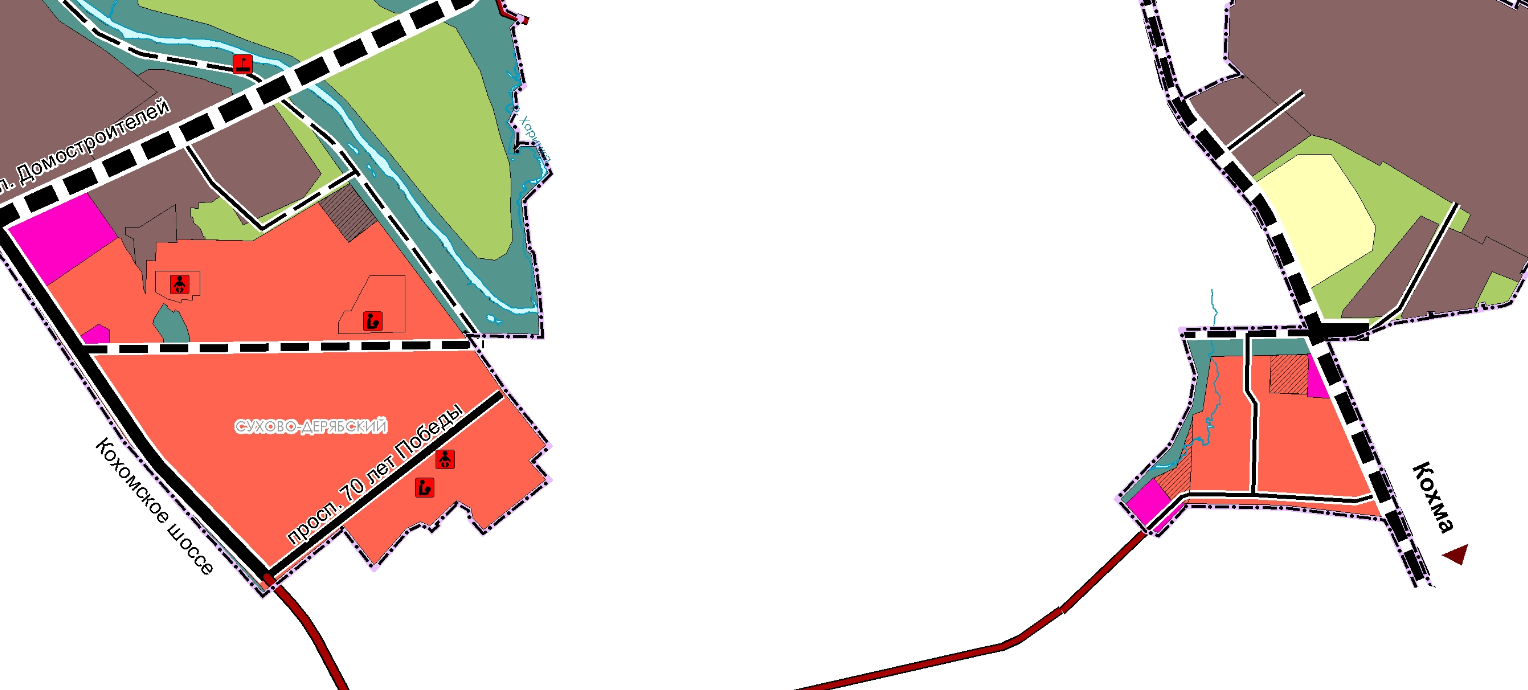 п. Домостроителей
СУХОВО-ДЕРЯБСКИЙ
просп. 70 лет Победы
Кохомское шоссе
Кохма